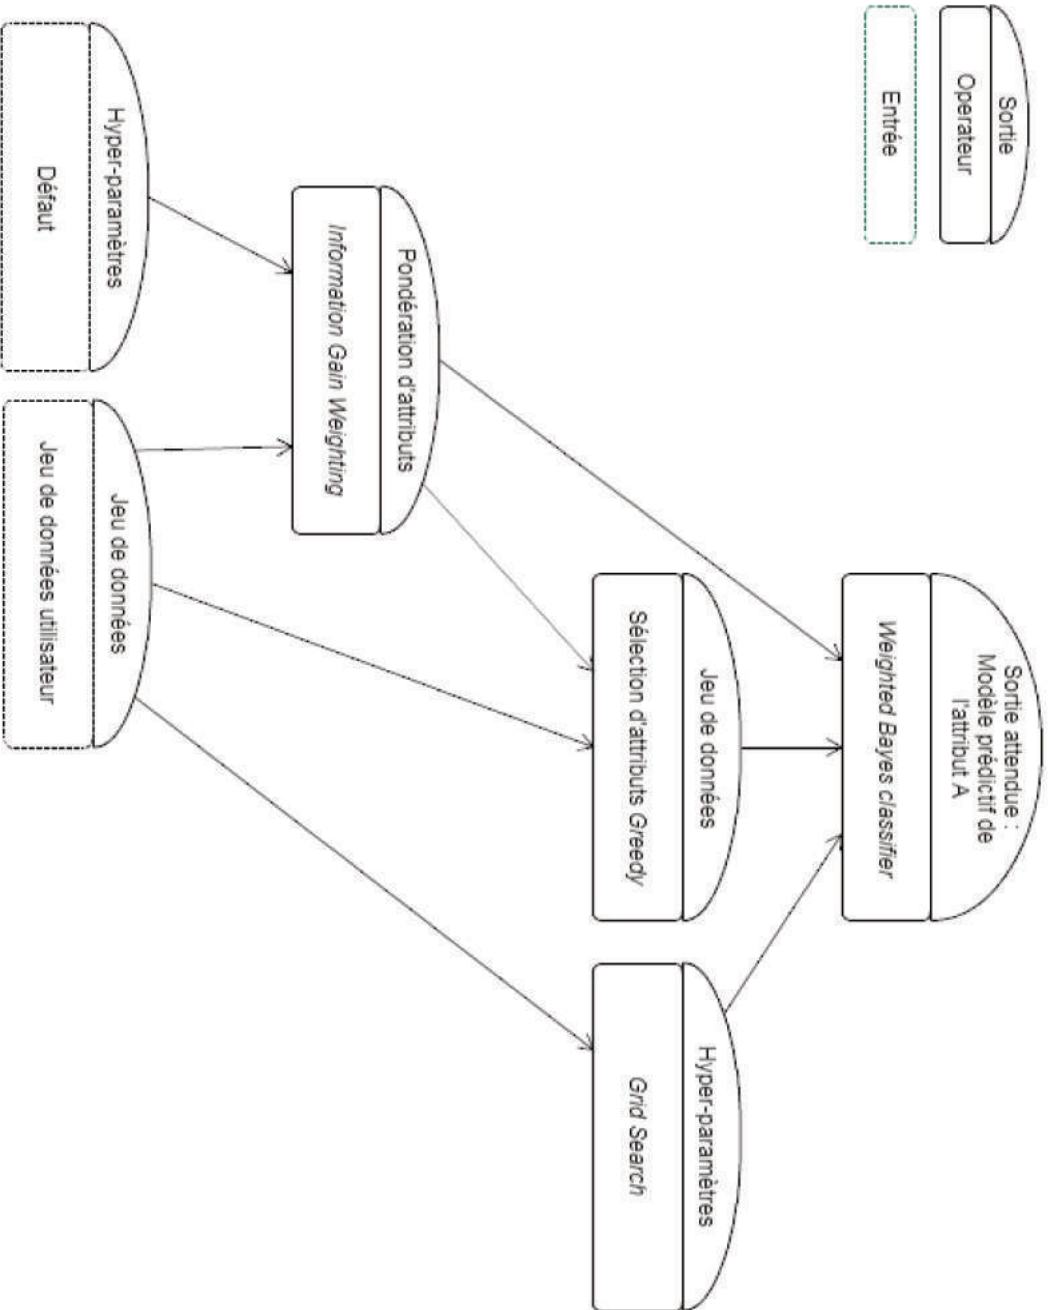 Sortie
Operateur
Entrée
Sortie attendue :
Modèle prédictif de
l'attribut A
Weighted Bayes classifier
Jeu de données
Sélection d'attributs Greedy
Hyper-paramètres
Grid Search
Pondération d'attributs
Information Gain Weighting
Hyper-paramètres
Défaut
Jeu de données
Jeu de données utilisateur